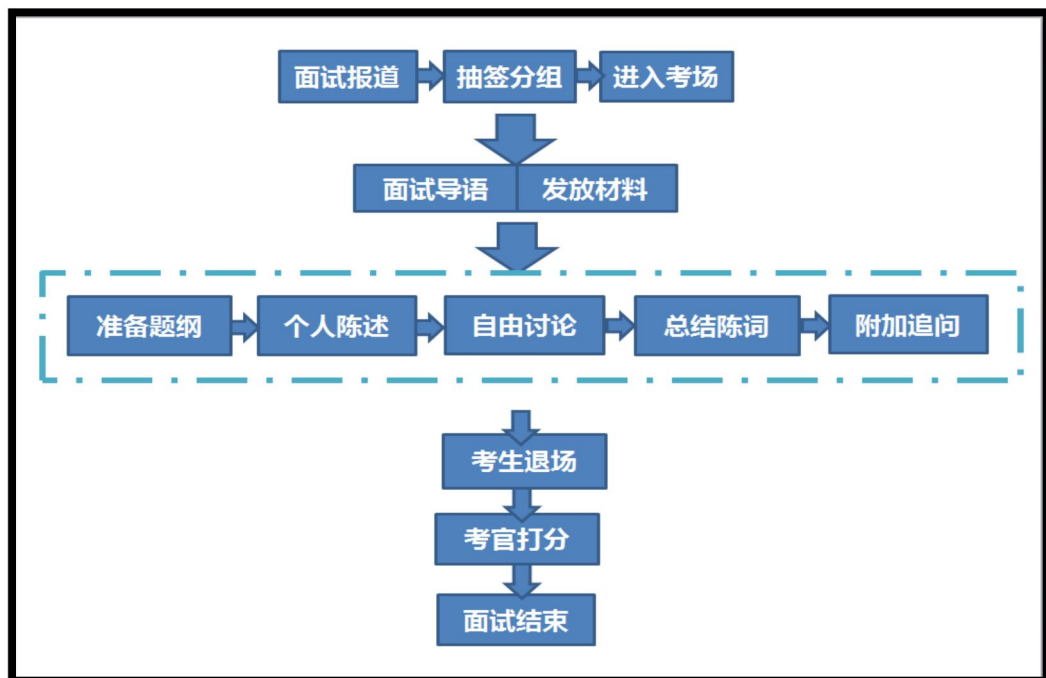 面试报道 抽签分组 进入考场
面试导语 发放材料
准备题纲 个人陈述 自由讨论 总结陈词 附加追问
考生退场
考官打分
面试结束